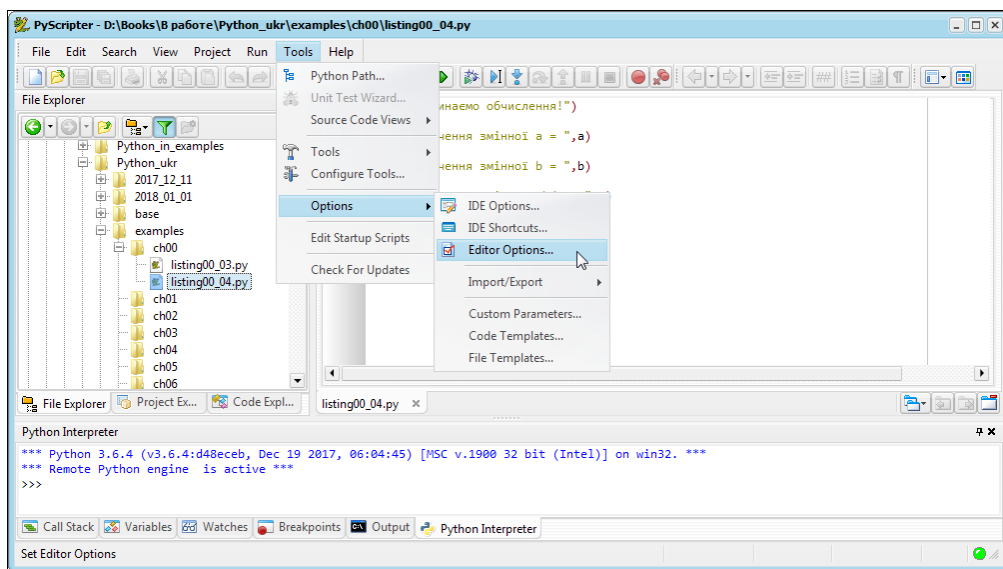 PyScripter - D:\Books\В работе\Python_ukr\examples\ch00\listing00_04.py
File Edit Search View Project Run Tools Help
File Explorer
Python_in_examples
Python_ukr
2017_12_11
2018_01_01
base
examples
ch00
listing00_03.py
listing00_04.py
ch01
ch02
ch03
ch04
ch05
ch06
File Explorer Project Ex... Code Expl...
Python Path...
Unit Test Wizard...
Source Code Views
Tools
Configure Tools...
Options
Edit Startup Scripts
Check For Updates
инаємо обчислення!")
чення змінної a = ",a)
чення змінної b = ",b)
IDE Options...
IDE Shortcuts...
Editor Options...
Import/Export
Custom Parameters...
Code Templates...
File Templates...
listing00_04.py ×
Python Interpreter
*** Python 3.6.4 (v3.6.4:d48eceb, Dec 19 2017, 06:04:45) [MSC v.1900 32 bit (Intel)] on win32. ***
*** Remote Python engine is active ***
>>>
Call Stack Variables Watches Breakpoints Output Python Interpreter
Set Editor Options